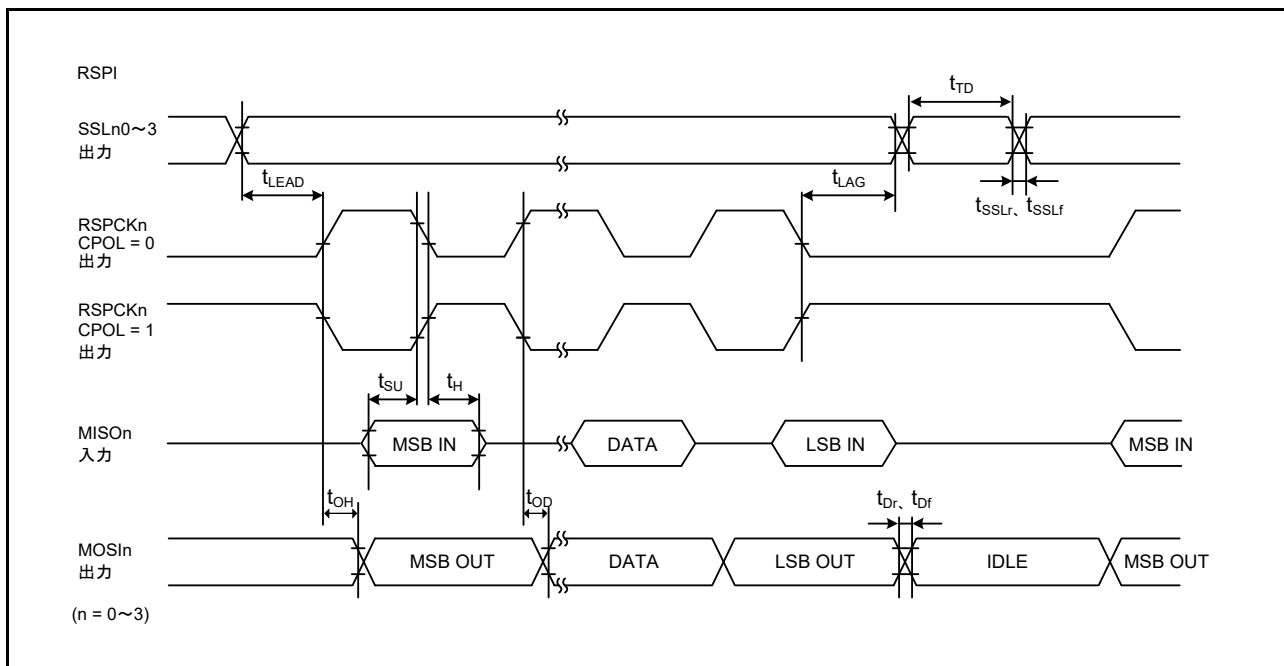 RSPI
SSLn0～3
出力
tTD
tLEAD
tLAG
tSSLr、tSSLf
RSPCKn
CPOL = 0
出力
RSPCKn
CPOL = 1
出力
tSU
tH
MISOn
入力
MSB IN
DATA
LSB IN
MSB IN
tOH
tOD
tDr、tDf
MOSIn
出力
MSB OUT
DATA
LSB OUT
IDLE
MSB OUT
(n = 0～3)